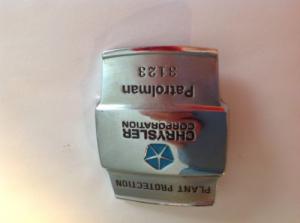 PLANT PROTECTION
CHRYSLER
CORPORATION
Patrolman
3123